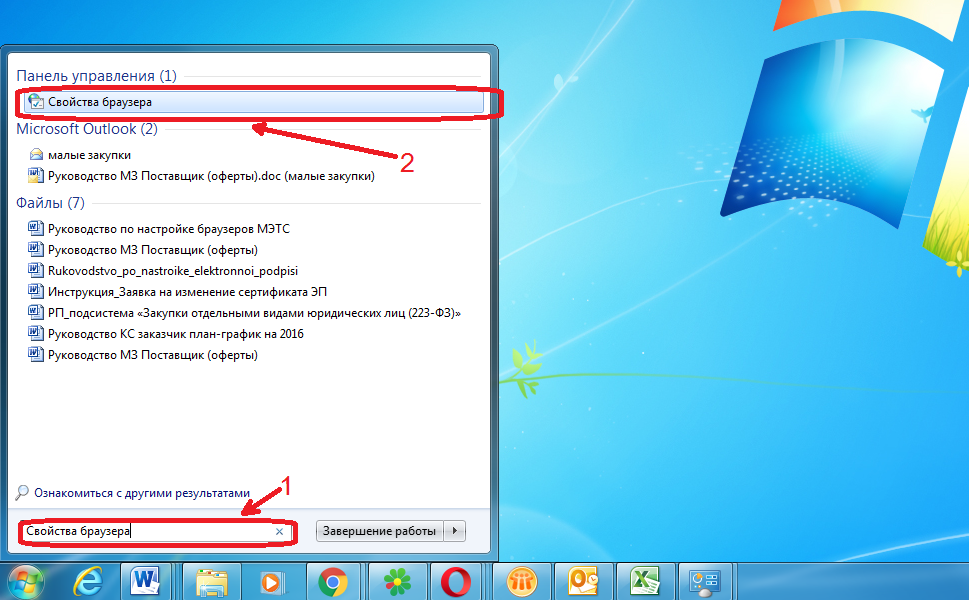 Панель управления (1)
Свойства браузера
Microsoft Outlook (2)
2
малые закупки
Руководство МЗ Поставщик (оферты).doc (малые закупки)
Файлы (7)
Руководство по настройке браузеров МЭТС
Руководство МЗ Поставщик (оферты)
Rukovodstvo_po_nastroike_elektronnoi_podpisi
Инструкция_Заявка на изменение сертификата ЭП
РП_подсистема «Закупки отдельными видами юридических лиц (223-ФЗ)»
Руководство КС заказчик план-график на 2016
Руководство МЗ Поставщик (оферты)
1
Ознакомиться с другими результатами
Свойства браузера
Завершение работы